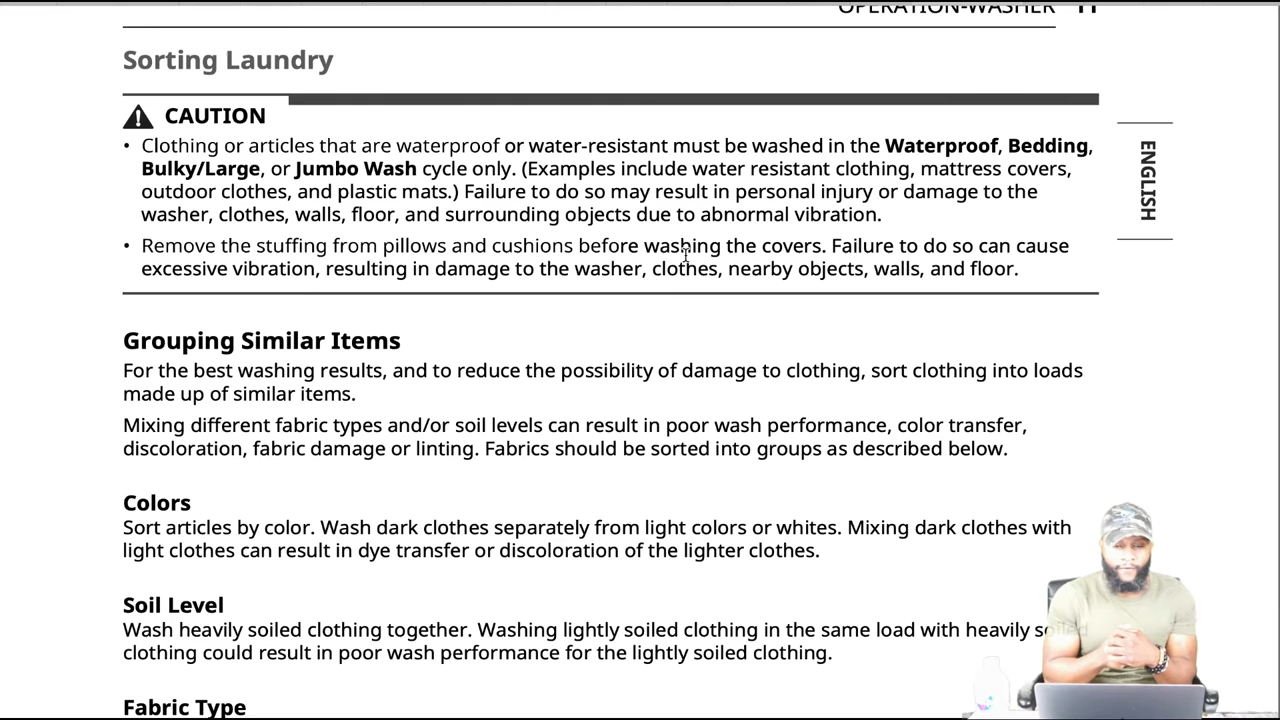 OPERATION-WASHER 11
Sorting Laundry
CAUTION
• Clothing or articles that are waterproof or water-resistant must be washed in the Waterproof, Bedding,
Bulky/Large, or Jumbo Wash cycle only. (Examples include water resistant clothing, mattress covers,
outdoor clothes, and plastic mats.) Failure to do so may result in personal injury or damage to the
washer, clothes, walls, floor, and surrounding objects due to abnormal vibration.
• Remove the stuffing from pillows and cushions before washing the covers. Failure to do so can cause
excessive vibration, resulting in damage to the washer, clothes, nearby objects, walls, and floor.
ENGLISH
Grouping Similar Items
For the best washing results, and to reduce the possibility of damage to clothing, sort clothing into loads
made up of similar items.
Mixing different fabric types and/or soil levels can result in poor wash performance, color transfer,
discoloration, fabric damage or linting. Fabrics should be sorted into groups as described below.
Colors
Sort articles by color. Wash dark clothes separately from light colors or whites. Mixing dark clothes with
light clothes can result in dye transfer or discoloration of the lighter clothes.
Soil Level
Wash heavily soiled clothing together. Washing lightly soiled clothing in the same load with heavily soiled
clothing could result in poor wash performance for the lightly soiled clothing.
Fabric Type